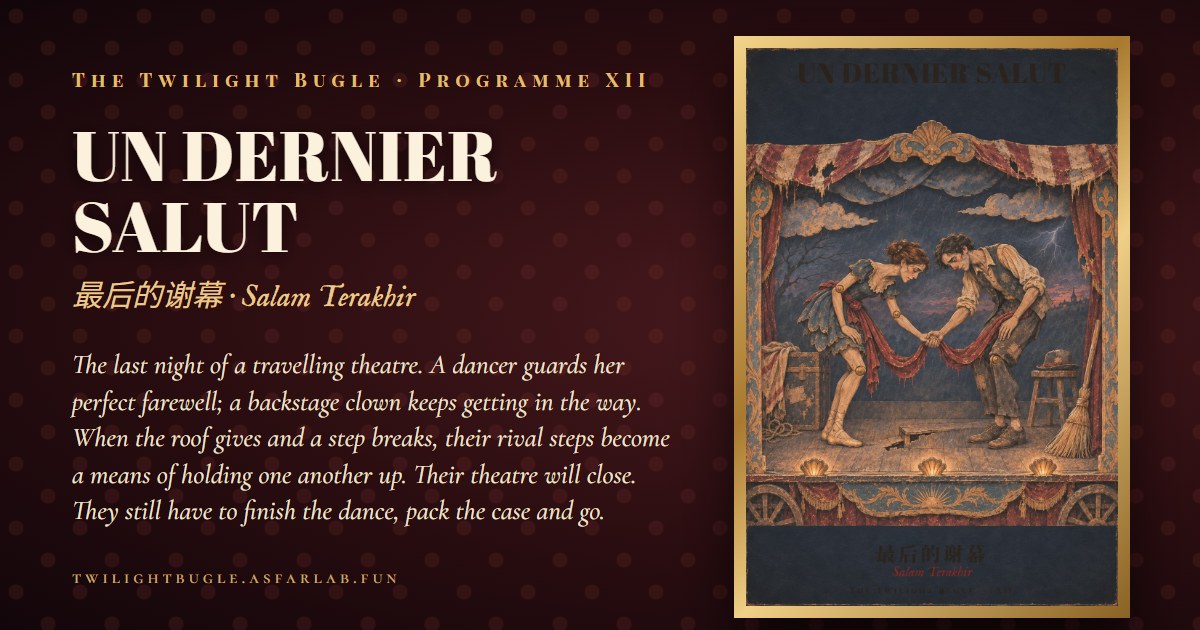 The Twilight Bugle · Programme XII
UN DERNIER
SALUT
最后的谢幕 · Salam Terakhir
The last night of a travelling theatre. A dancer guards her
perfect farewell; a backstage clown keeps getting in the way.
When the roof gives and a step breaks, their rival steps become
a means of holding one another up. Their theatre will close.
They still have to finish the dance, pack the case and go.
TWILIGHTBUGLE.ASFARLAB.FUN
UN DERNIER SALUT
最后的谢幕
Salam Terakhir